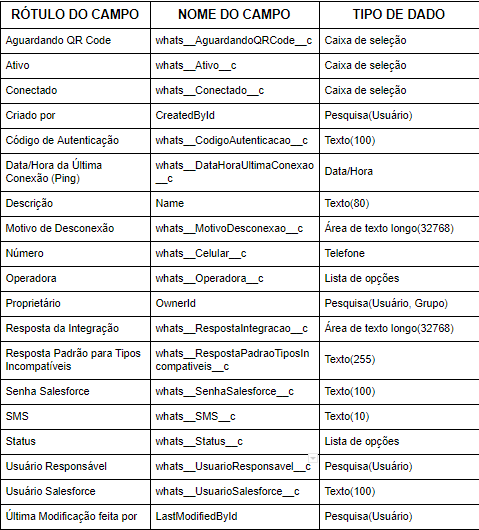 RÓTULO DO CAMPO NOME DO CAMPO TIPO DE DADO
Aguardando QR Code whats__AguardandoQRCode__c Caixa de seleção
Ativo whats__Ativo__c Caixa de seleção
Conectado whats__Conectado__c Caixa de seleção
Criado por CreatedById Pesquisa(Usuário)
Código de Autenticação whats__CodigoAutenticacao__c Texto(100)
Data/Hora da Última whats__DataHoraUltimaConexao Data/Hora
Conexão (Ping) __c
Descrição Name Texto(80)
Motivo de Desconexão whats__MotivoDesconexao__c Área de texto longo(32768)
Número whats__Celular__c Telefone
Operadora whats__Operadora__c Lista de opções
Proprietário OwnerId Pesquisa(Usuário, Grupo)
Resposta da Integração whats__RespostaIntegracao__c Área de texto longo(32768)
Resposta Padrão para Tipos whats__RespostaPadraoTiposIn Texto(255)
Incompatíveis compativeis__c
Senha Salesforce whats__SenhaSalesforce__c Texto(100)
SMS whats__SMS__c Texto(10)
Status whats__Status__c Lista de opções
Usuário Responsável whats__UsuarioResponsavel__c Pesquisa(Usuário)
Usuário Salesforce whats__UsuarioSalesforce__c Texto(100)
Última Modificação feita por LastModifiedById Pesquisa(Usuário)